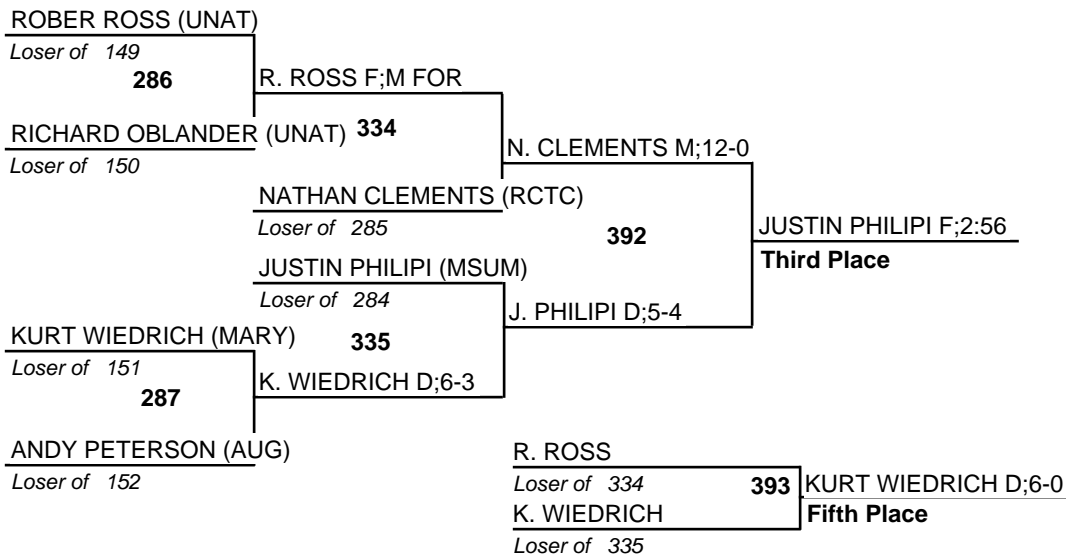 ROBER ROSS (UNAT)
Loser of 149
286
R. ROSS F;M FOR
RICHARD OBLANDER (UNAT)
Loser of 150
334
N. CLEMENTS M;12-0
NATHAN CLEMENTS (RCTC)
Loser of 285
392
JUSTIN PHILIPI F;2:56
Third Place
JUSTIN PHILIPI (MSUM)
Loser of 284
J. PHILIPI D;5-4
KURT WIEDRICH (MARY)
Loser of 151
335
287
K. WIEDRICH D;6-3
ANDY PETERSON (AUG)
Loser of 152
R. ROSS
Loser of 334
393
KURT WIEDRICH D;6-0
K. WIEDRICH
Fifth Place
Loser of 335